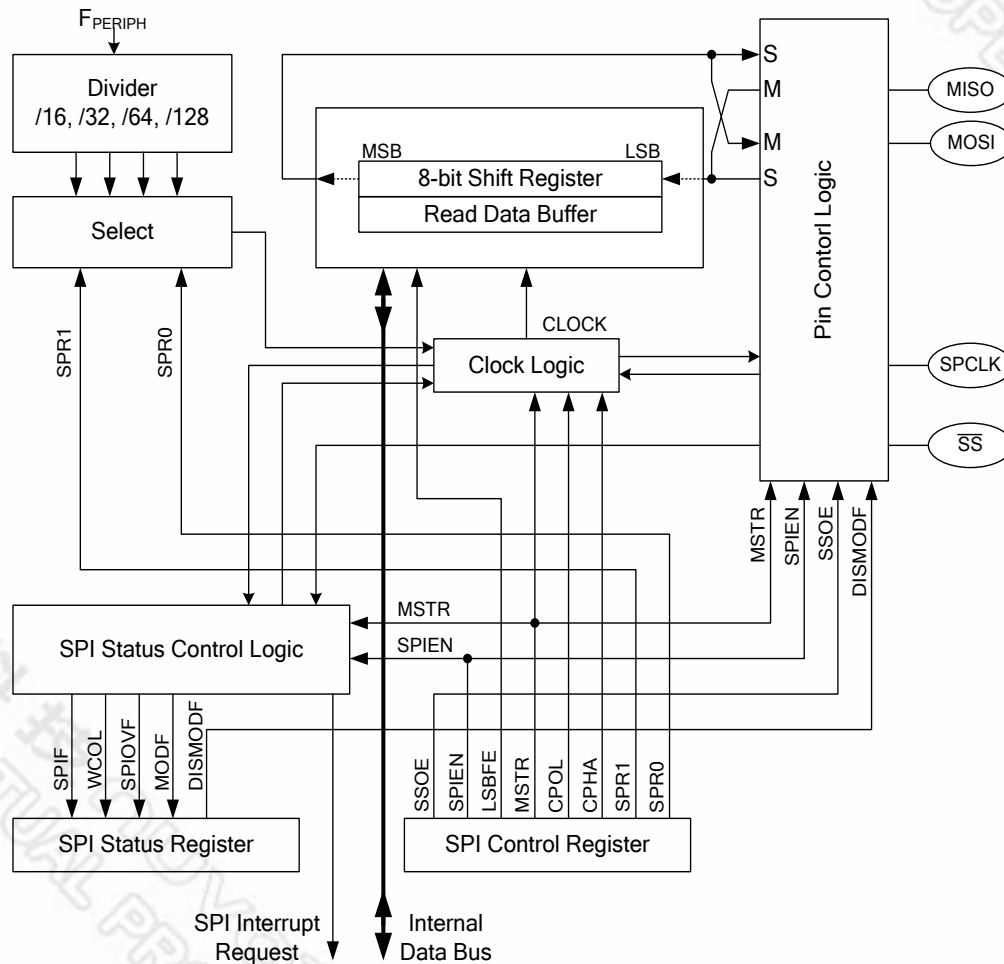 F_PERIPH
Divider
/16, /32, /64, /128
Select
SPR1
SPR0
MSB
LSB
8-bit Shift Register
Read Data Buffer
CLOCK
Clock Logic
S
M
M
S
Pin Contorl Logic
MISO
MOSI
SPCLK
SS
MSTR
SPIEN
SSOE
DISMODF
MSTR
SPIEN
SPI Status Control Logic
SPIF
WCOL
SPIOVF
MODF
DISMODF
SPI Status Register
SSOE
SPIEN
LSBFE
MSTR
CPOL
CPHA
SPR1
SPR0
SPI Control Register
SPI Interrupt
Request
Internal
Data Bus